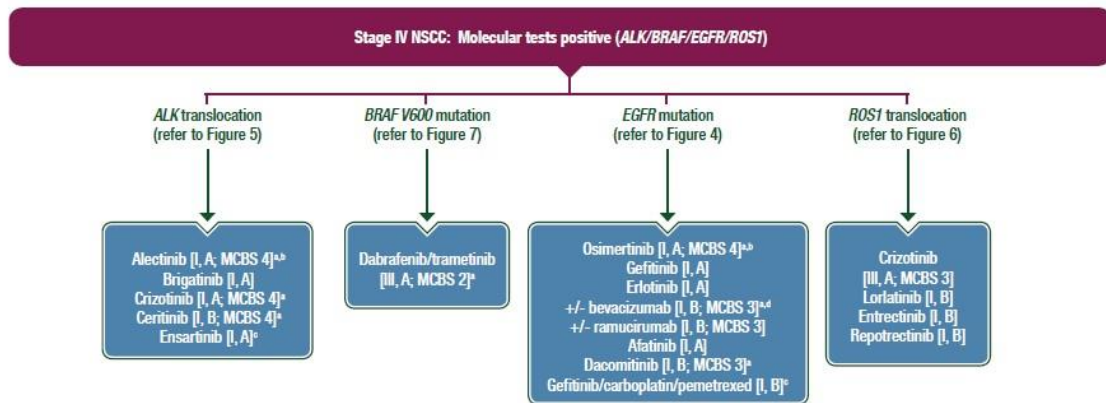 Stage IV NSCC: Molecular tests positive (ALK/BRAF/EGFR/ROS1)
ALK translocation
(refer to Figure 5)
BRAF V600 mutation
(refer to Figure 7)
EGFR mutation
(refer to Figure 4)
ROS1 translocation
(refer to Figure 6)
Alectinib [I, A; MCBS 4]a,b
Brigatinib [I, A]
Crizotinib [I, A; MCBS 4]a
Ceritinib [I, B; MCBS 4]a
Ensartinib [I, A]c
Dabrafenib/trametinib
[III, A; MCBS 2]a
Osimertinib [I, A; MCBS 4]a,b
Gefitinib [I, A]
Erlotinib [I, A]
+/- bevacizumab [I, B; MCBS 3]a,d
+/- ramucirumab [I, B; MCBS 3]
Afatinib [I, A]
Dacomitinib [I, B; MCBS 3]a
Gefitinib/carboplatin/pemetrexed [I, B]c
Crizotinib
[III, A; MCBS 3]
Lorlatinib [I, B]
Entrectinib [I, B]
Repotrectinib [I, B]